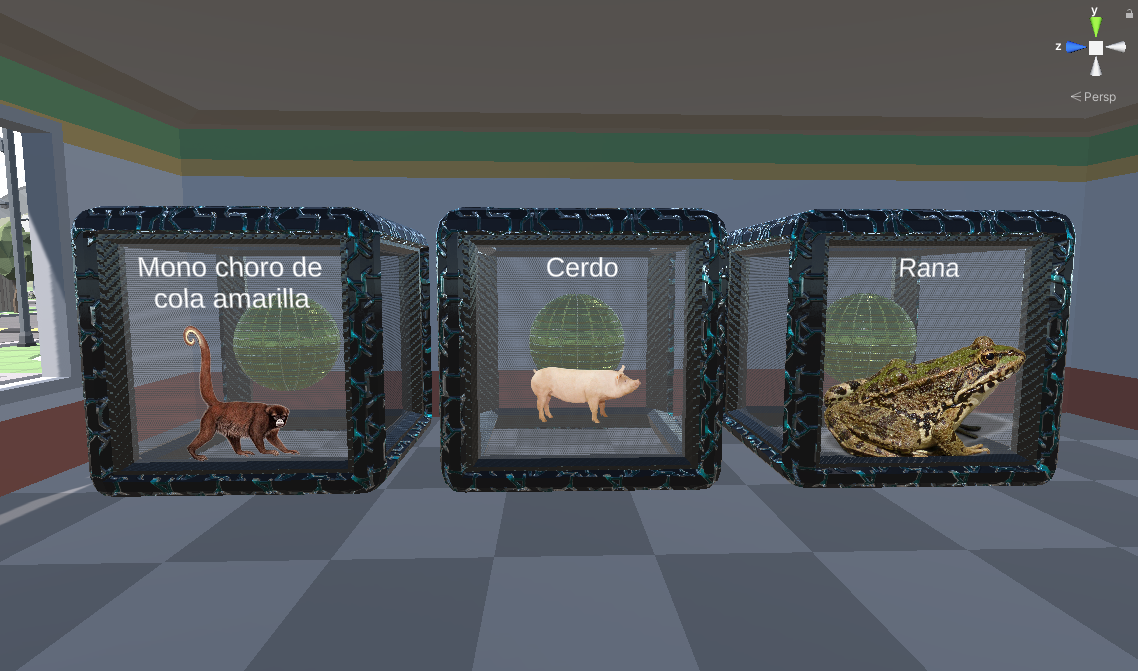 y
z
< Persp
Mono choro de
cola amarilla
Cerdo
Rana